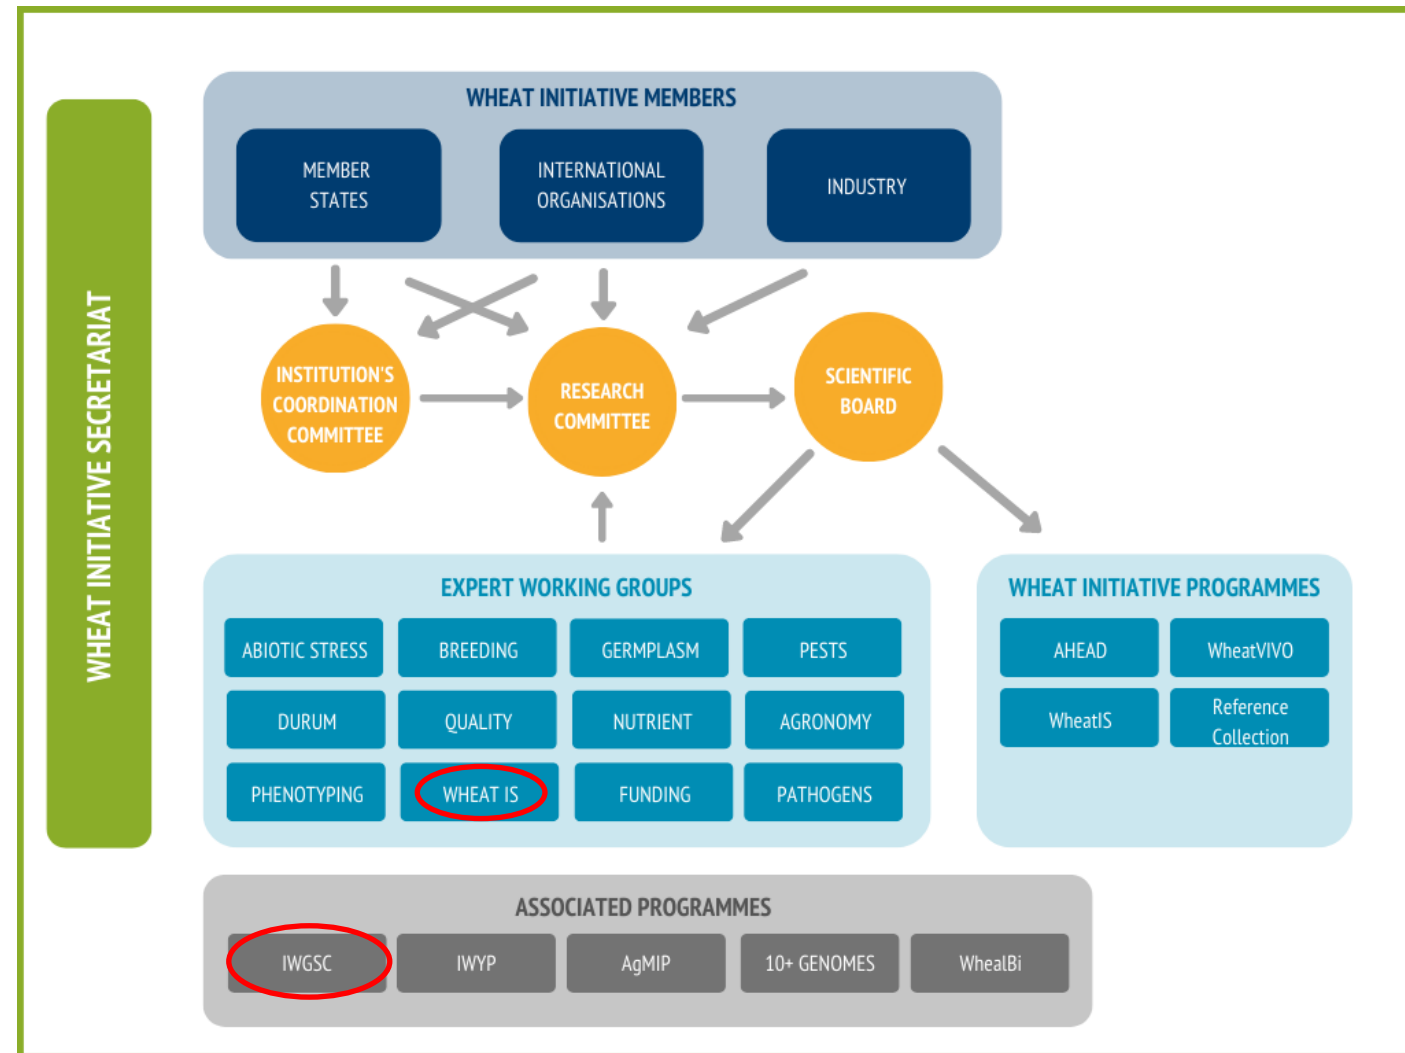 WHEAT INITIATIVE SECRETARIAT
WHEAT INITIATIVE MEMBERS
MEMBER
STATES
INTERNATIONAL
ORGANISATIONS
INDUSTRY
INSTITUTION'S
COORDINATION
COMMITTEE
RESEARCH
COMMITTEE
SCIENTIFIC
BOARD
EXPERT WORKING GROUPS
ABIOTIC STRESS
BREEDING
GERMPLASM
PESTS
DURUM
QUALITY
NUTRIENT
AGRONOMY
PHENOTYPING
WHEAT IS
FUNDING
PATHOGENS
WHEAT INITIATIVE PROGRAMMES
AHEAD
WheatVIVO
WheatIS
Reference
Collection
ASSOCIATED PROGRAMMES
IWGSC
IWYP
AgMIP
10+ GENOMES
WhealBi